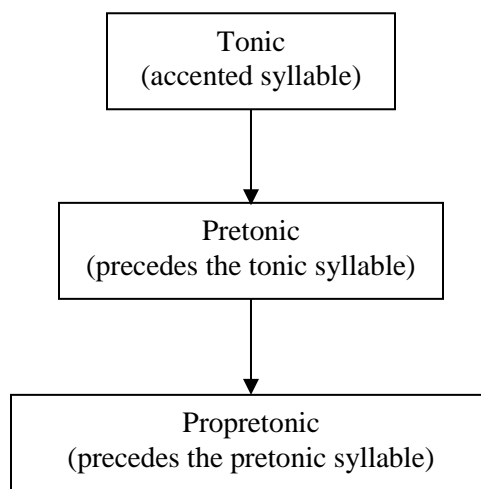 Tonic
(accented syllable)
Pretonic
(precedes the tonic syllable)
Propretonic
(precedes the pretonic syllable)